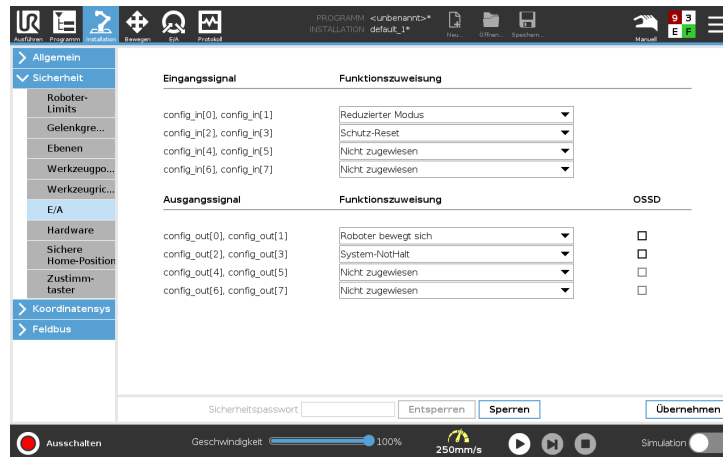 UR PROGRAMM <unbenannt>*
INSTALLATION default_1*
9 3
E F
Ausführen Programm Installation Bewegen E/A Protokoll Neu... Öffnen... Speichern... Manuell
Allgemein
Sicherheit
Roboter-
Limits
Gelenkgre...
Ebenen
Werkzeugpo...
Werkzeugric...
E/A
Hardware
Sichere
Home-Position
Zustimm-
taster
Koordinatensys
Feldbus
Eingangssignal Funktionszuweisung
config_in[0], config_in[1] Reduzierter Modus
config_in[2], config_in[3] Schutz-Reset
config_in[4], config_in[5] Nicht zugewiesen
config_in[6], config_in[7] Nicht zugewiesen
Ausgangssignal Funktionszuweisung OSSD
config_out[0], config_out[1] Roboter bewegt sich
config_out[2], config_out[3] System-NotHalt
config_out[4], config_out[5] Nicht zugewiesen
config_out[6], config_out[7] Nicht zugewiesen
Sicherheitspasswort Entsperren Sperren Übernehmen
Ausschalten Geschwindigkeit 100% 250mm/s Simulation